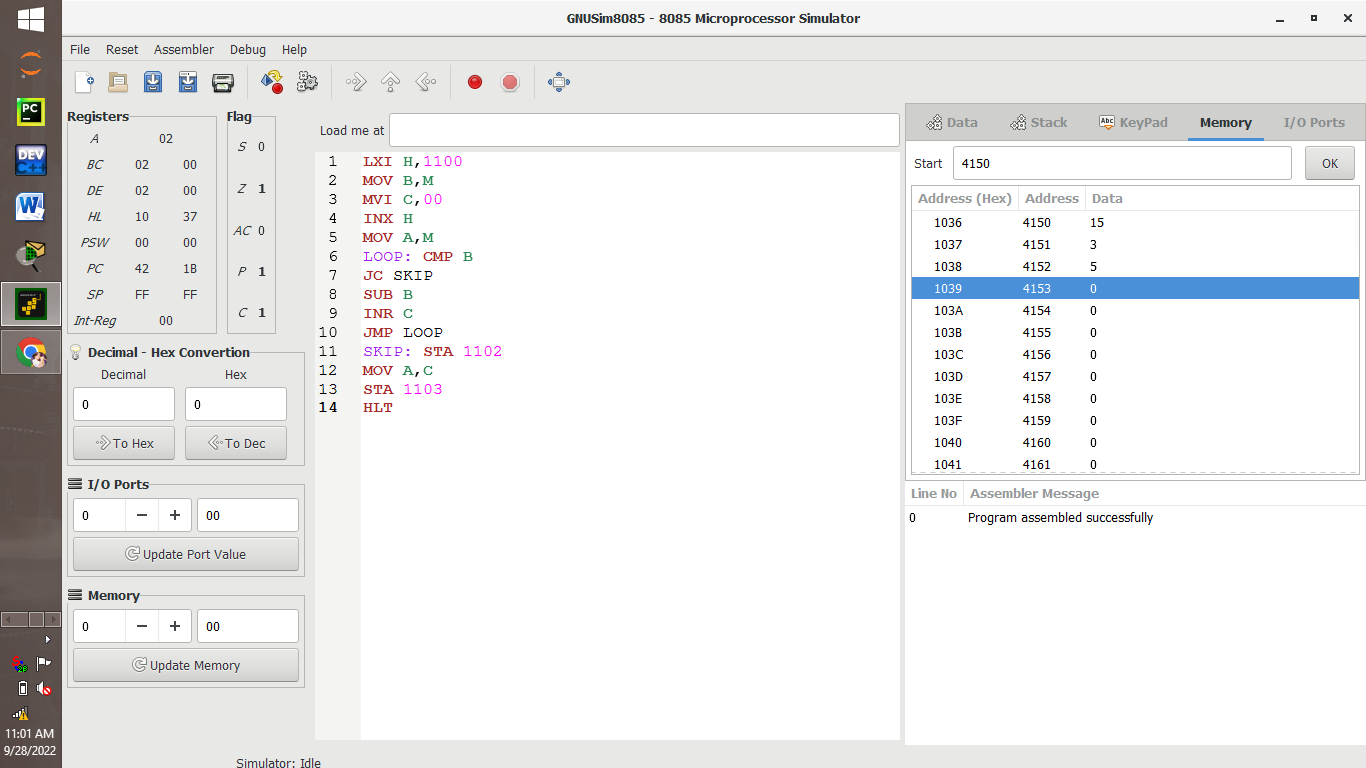 GNUSim8085 - 8085 Microprocessor Simulator
File Reset Assembler Debug Help
Registers
A 02
BC 02 00
DE 02 00
HL 10 37
PSW 00 00
PC 42 1B
SP FF FF
Int-Reg 00
Flag
S 0
Z 1
AC 0
P 1
C 1
Decimal - Hex Convertion
Decimal Hex
0 0
To Hex To Dec
I/O Ports
0 − + 00
Update Port Value
Memory
0 − + 00
Update Memory
Load me at
1 LXI H,1100
2 MOV B,M
3 MVI C,00
4 INX H
5 MOV A,M
6 LOOP: CMP B
7 JC SKIP
8 SUB B
9 INR C
10 JMP LOOP
11 SKIP: STA 1102
12 MOV A,C
13 STA 1103
14 HLT
Data Stack Abc KeyPad Memory I/O Ports
Start 4150 OK
Address (Hex) Address Data
1036 4150 15
1037 4151 3
1038 4152 5
1039 4153 0
103A 4154 0
103B 4155 0
103C 4156 0
103D 4157 0
103E 4158 0
103F 4159 0
1040 4160 0
1041 4161 0
Line No Assembler Message
0 Program assembled successfully
Simulator: Idle
PC
DEV
C++
W
11:01 AM
9/28/2022